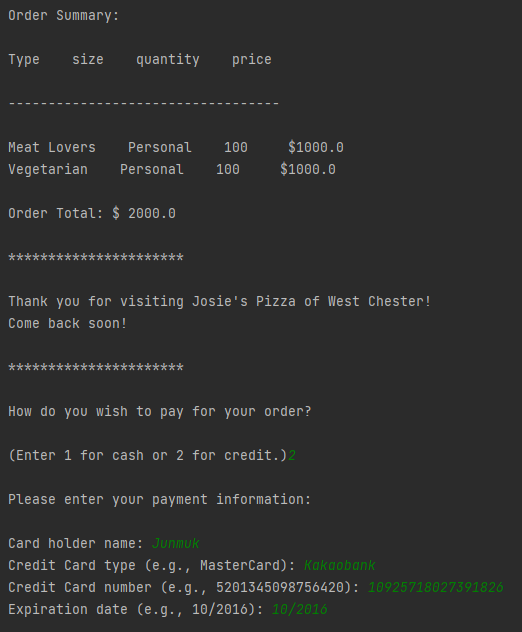 Order Summary:
Type    size    quantity    price
----------------------------------
Meat Lovers    Personal    100     $1000.0
Vegetarian    Personal    100     $1000.0
Order Total: $ 2000.0
**********************
Thank you for visiting Josie's Pizza of West Chester!
Come back soon!
**********************
How do you wish to pay for your order?
(Enter 1 for cash or 2 for credit.)2
Please enter your payment information:
Card holder name: Junmuk
Credit Card type (e.g., MasterCard): Kakaobank
Credit Card number (e.g., 5201345098756420): 10925718027391826
Expiration date (e.g., 10/2016): 10/2016